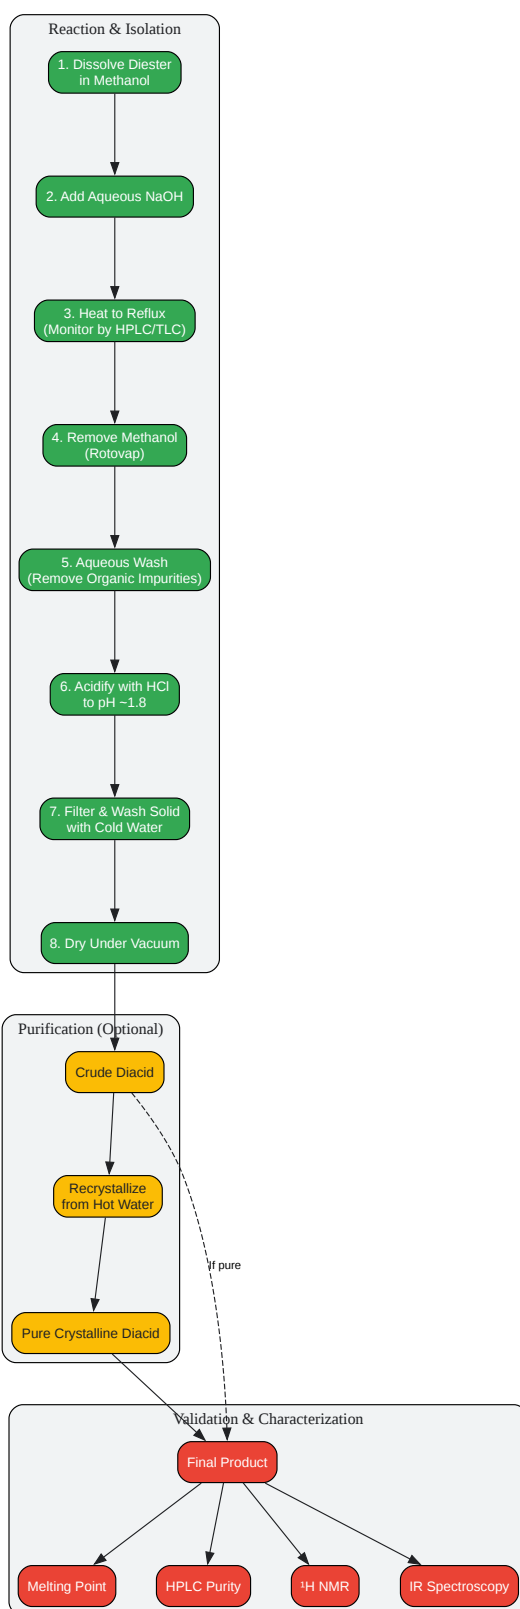 Reaction & Isolation
1. Dissolve Diester
in Methanol
2. Add Aqueous NaOH
3. Heat to Reflux
(Monitor by HPLC/TLC)
4. Remove Methanol
(Rotovap)
5. Aqueous Wash
(Remove Organic Impurities)
6. Acidify with HCl
to pH ~1.8
7. Filter & Wash Solid
with Cold Water
8. Dry Under Vacuum
Purification (Optional)
Crude Diacid
Recrystallize
from Hot Water
If pure
Pure Crystalline Diacid
Validation & Characterization
Final Product
Melting Point
HPLC Purity
¹H NMR
IR Spectroscopy